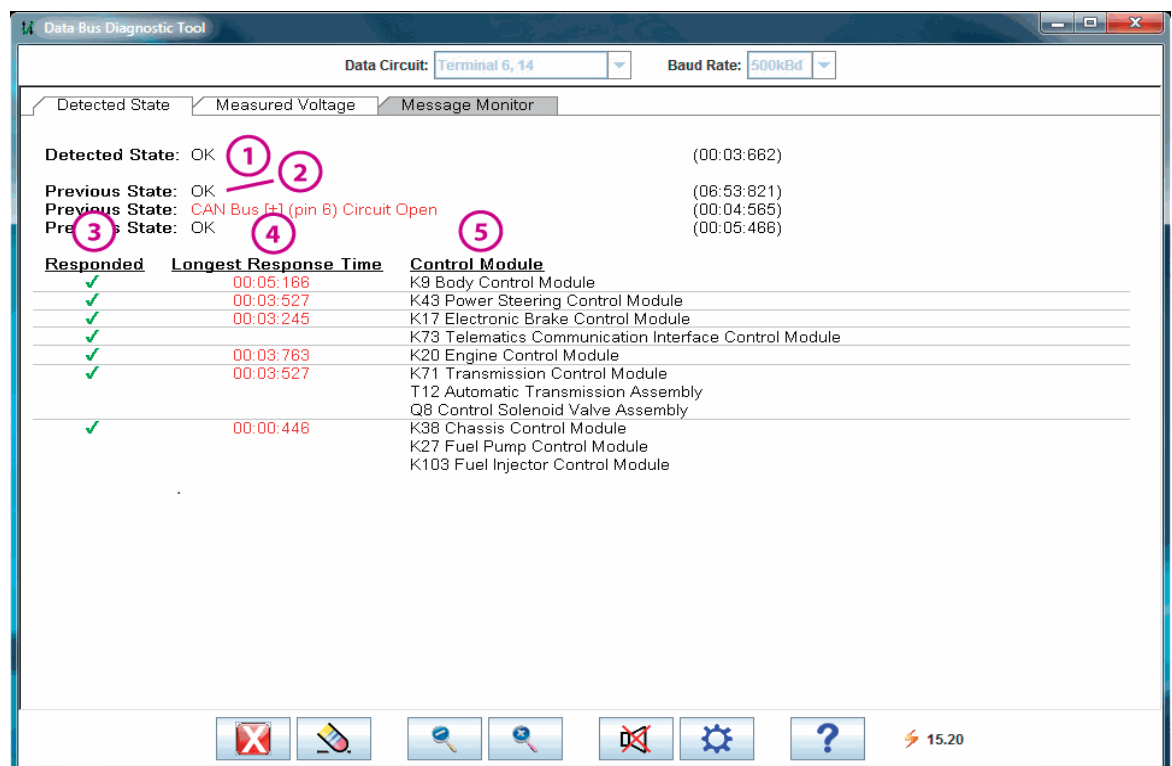 Data Bus Diagnostic Tool
Data Circuit: Terminal 6, 14 Baud Rate: 500kBd
Detected State Measured Voltage Message Monitor
Detected State: OK 1 (00:03:662)
2
Previous State: OK (06:53:821)
Previous State: CAN Bus [+] (pin 6) Circuit Open (00:04:565)
Previous State: OK (00:05:466)
3 4 5
Responded Longest Response Time Control Module
✓ 00:05:166 K9 Body Control Module
✓ 00:03:527 K43 Power Steering Control Module
✓ 00:03:245 K17 Electronic Brake Control Module
✓ K73 Telematics Communication Interface Control Module
✓ 00:03:763 K20 Engine Control Module
✓ 00:03:527 K71 Transmission Control Module
T12 Automatic Transmission Assembly
Q8 Control Solenoid Valve Assembly
✓ 00:00:446 K38 Chassis Control Module
K27 Fuel Pump Control Module
K103 Fuel Injector Control Module
? 15.20